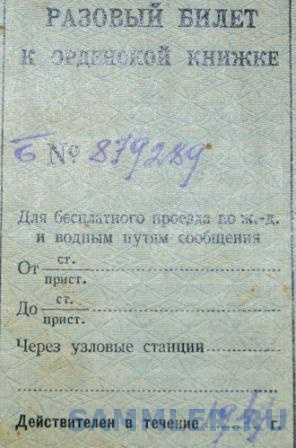 РАЗОВЫЙ БИЛЕТ
К ОРДЕНСКОЙ КНИЖКЕ
Б № 879289
Для бесплатного проезда по ж.-д.
и водным путям сообщения
От ст.
прист.
До ст.
прист.
Через узловые станции
Действителен в течение г.
SAMMLER.RU